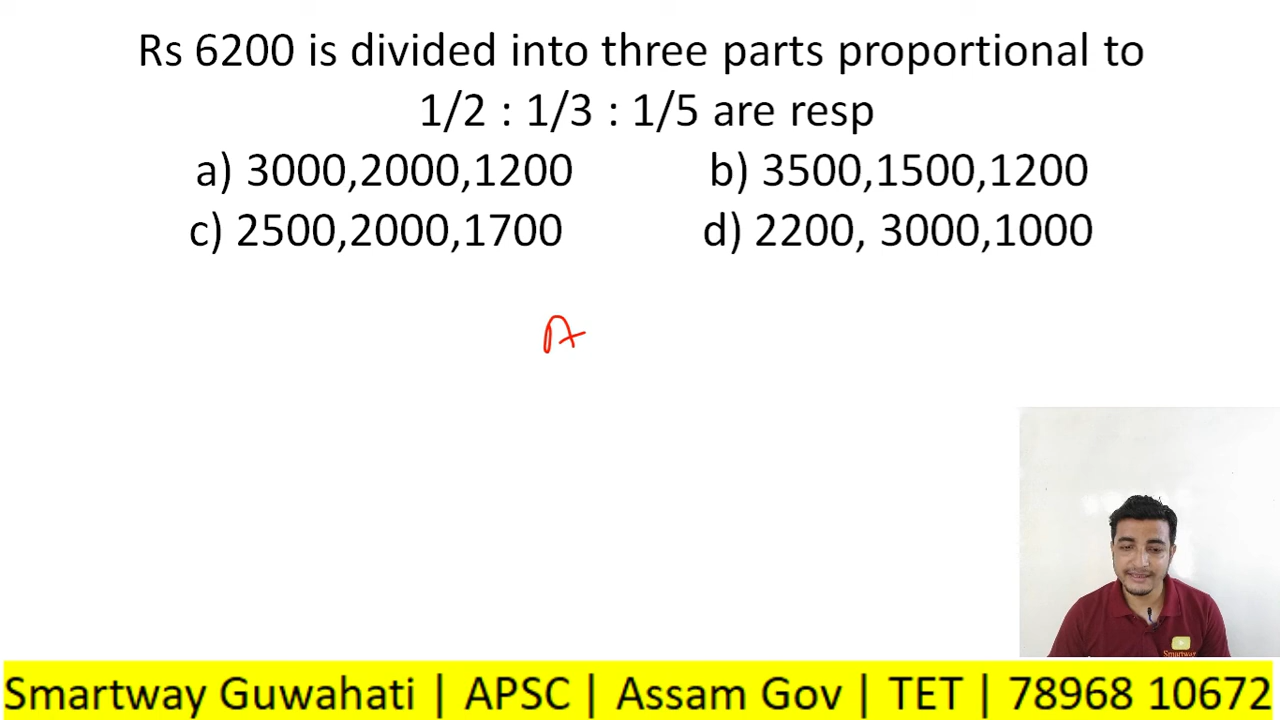 Rs 6200 is divided into three parts proportional to
1/2 : 1/3 : 1/5 are resp
a) 3000,2000,1200 b) 3500,1500,1200
c) 2500,2000,1700 d) 2200, 3000,1000
A
Smartway
Smartway Guwahati | APSC | Assam Gov | TET | 78968 10672